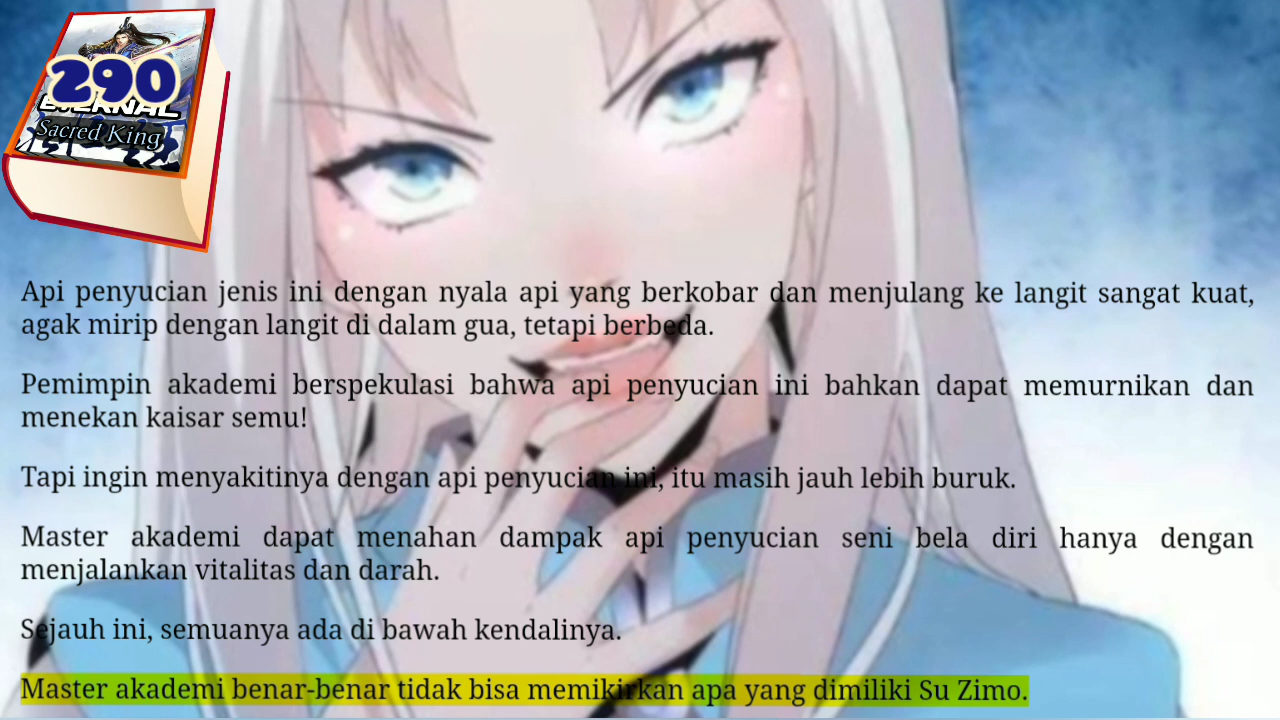 290
ETERNAL
Sacred King
Api penyucian jenis ini dengan nyala api yang berkobar dan menjulang ke langit sangat kuat,
agak mirip dengan langit di dalam gua, tetapi berbeda.
Pemimpin akademi berspekulasi bahwa api penyucian ini bahkan dapat memurnikan dan
menekan kaisar semu!
Tapi ingin menyakitinya dengan api penyucian ini, itu masih jauh lebih buruk.
Master akademi dapat menahan dampak api penyucian seni bela diri hanya dengan
menjalankan vitalitas dan darah.
Sejauh ini, semuanya ada di bawah kendalinya.
Master akademi benar-benar tidak bisa memikirkan apa yang dimiliki Su Zimo.